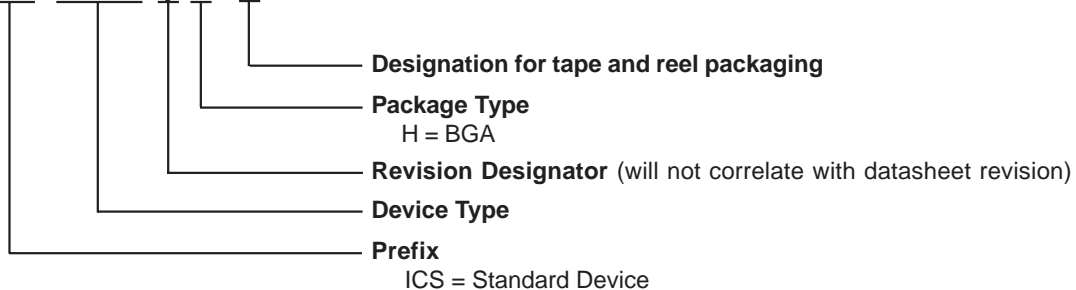 Designation for tape and reel packaging
Package Type
H = BGA
Revision Designator (will not correlate with datasheet revision)
Device Type
Prefix
ICS = Standard Device